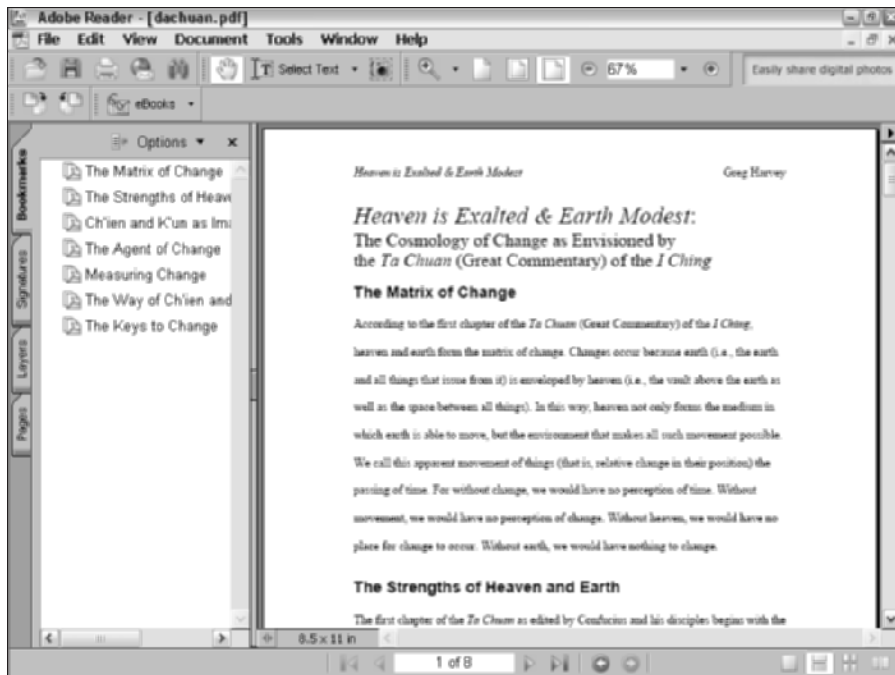 Adobe Reader - [dachuan.pdf]
File Edit View Document Tools Window Help
Select Text 67% Easily share digital photos
eBooks
Options
Bookmarks
Signatures
Layers
Pages
The Matrix of Change
The Strengths of Heav
Ch'ien and K'un as Im
The Agent of Change
Measuring Change
The Way of Ch'ien and
The Keys to Change
Heaven is Exalted & Earth Modest Greg Harvey
Heaven is Exalted & Earth Modest:
The Cosmology of Change as Envisioned by
the Ta Chuan (Great Commentary) of the I Ching
The Matrix of Change
According to the first chapter of the Ta Chuan (Great Commentary) of the I Ching,
heaven and earth form the matrix of change. Changes occur because earth (i.e., the earth
and all things that issue from it) is enveloped by heaven (i.e., the vault above the earth as
well as the space between all things). In this way, heaven not only forms the medium in
which earth is able to move, but the environment that makes all such movement possible.
We call this apparent movement of things (that is, relative change in their position) the
passing of time. For without change, we would have no perception of time. Without
movement, we would have no perception of change. Without heaven, we would have no
place for change to occur. Without earth, we would have nothing to change.
The Strengths of Heaven and Earth
The first chapter of the Ta Chuan as edited by Confucius and his disciples begins with the
8.5 x 11 in
1 of 8